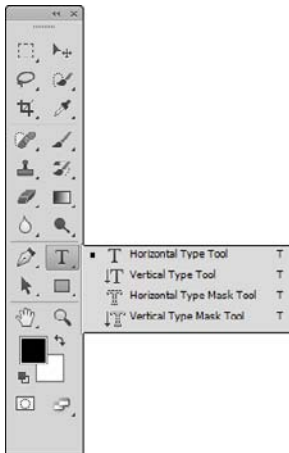 T Horizontal Type Tool T
T Vertical Type Tool T
T Horizontal Type Mask Tool T
T Vertical Type Mask Tool T